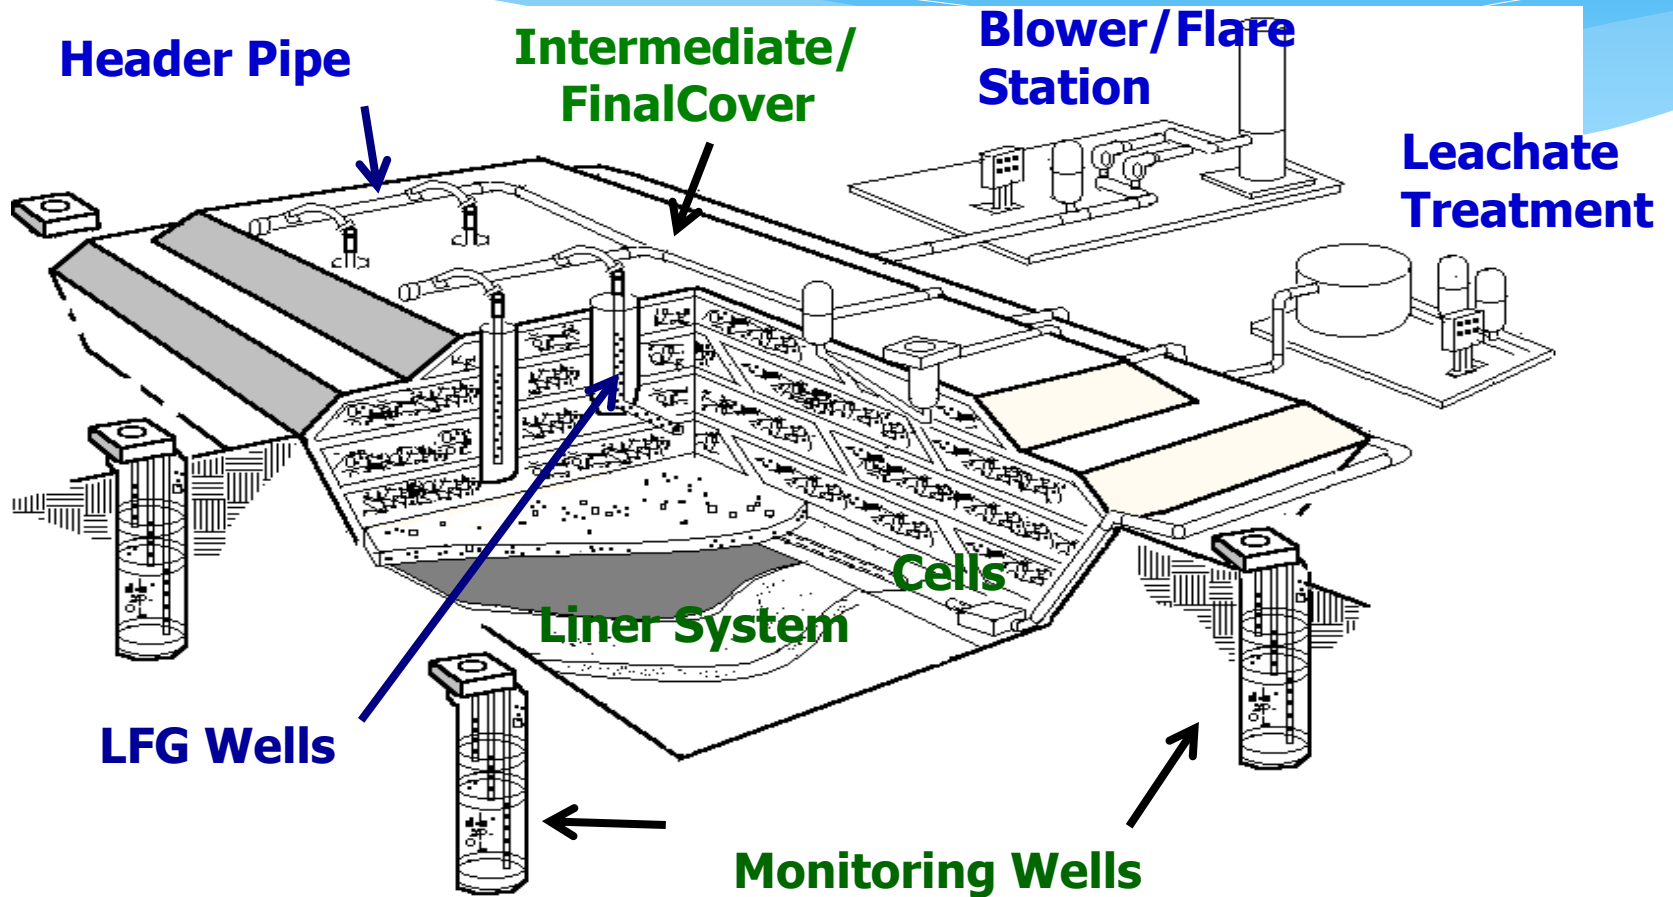 Header Pipe
Intermediate/
FinalCover
Blower/Flare
Station
Leachate
Treatment
Cells
Liner System
LFG Wells
Monitoring Wells